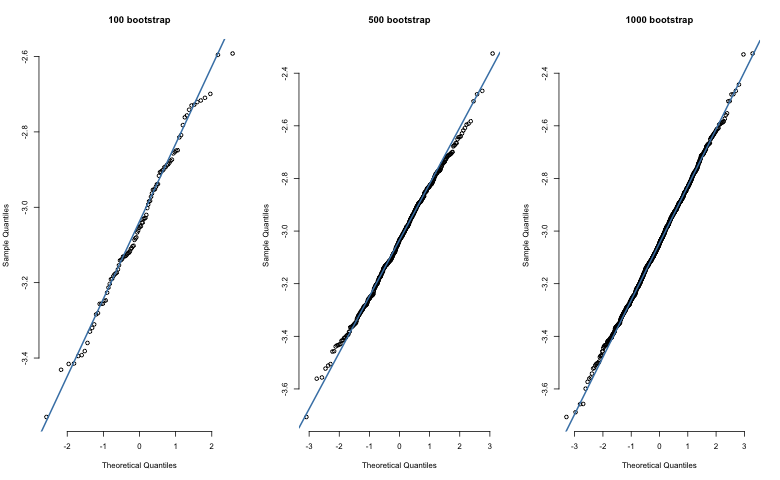 100 bootstrap
500 bootstrap
1000 bootstrap
Sample Quantiles
-2.6
-2.8
-3.0
-3.2
-3.4
-2 -1 0 1 2
Theoretical Quantiles
Sample Quantiles
-2.4
-2.6
-2.8
-3.0
-3.2
-3.4
-3.6
-3 -2 -1 0 1 2 3
Theoretical Quantiles
Sample Quantiles
-2.4
-2.6
-2.8
-3.0
-3.2
-3.4
-3.6
-3 -2 -1 0 1 2 3
Theoretical Quantiles